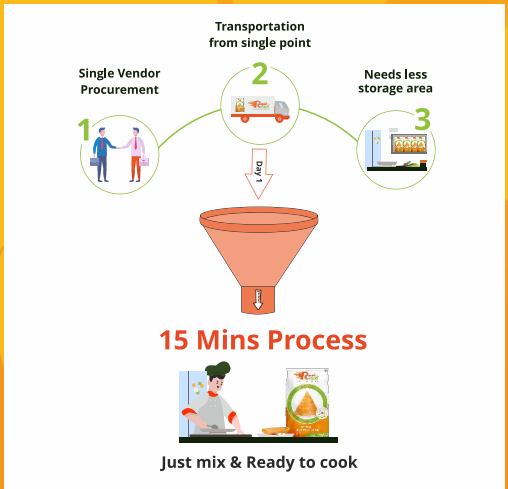 Transportation
from single point
2
Single Vendor
Procurement
1
Needs less
storage area
3
Day 1
15 Mins Process
Just mix & Ready to cook